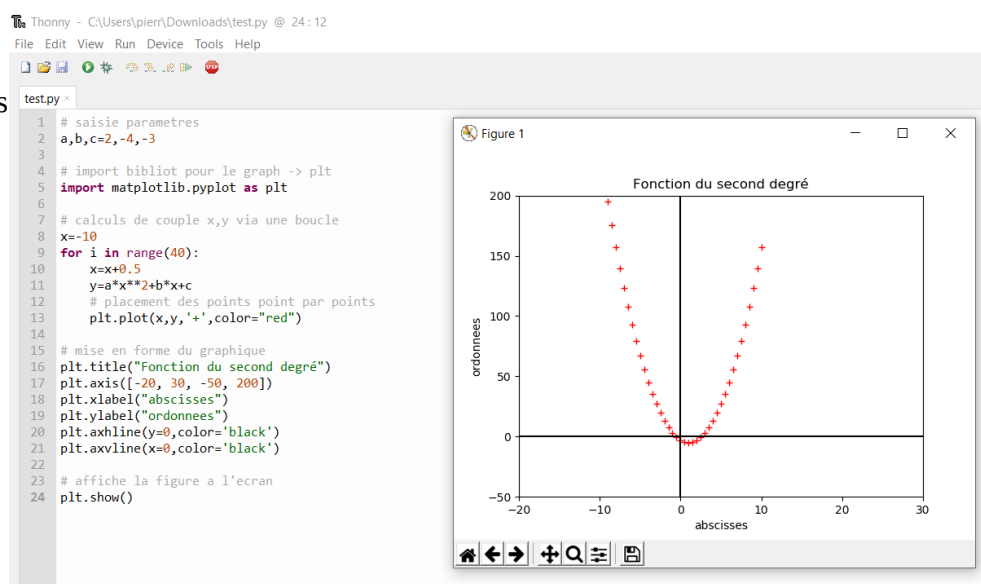 Thonny - C:\Users\pierr\Downloads\test.py @ 24 : 12
File Edit View Run Device Tools Help
STOP
s
test.py ×
1 # saisie parametres
2 a,b,c=2,-4,-3
3
4 # import bibliot pour le graph -> plt
5 import matplotlib.pyplot as plt
6
7 # calculs de couple x,y via une boucle
8 x=-10
9 for i in range(40):
10     x=x+0.5
11     y=a*x**2+b*x+c
12     # placement des points point par points
13     plt.plot(x,y,'+',color="red")
14
15 # mise en forme du graphique
16 plt.title("Fonction du second degré")
17 plt.axis([-20, 30, -50, 200])
18 plt.xlabel("abscisses")
19 plt.ylabel("ordonnees")
20 plt.axhline(y=0,color='black')
21 plt.axvline(x=0,color='black')
22
23 # affiche la figure a l'ecran
24 plt.show()
Figure 1
Fonction du second degré
200
150
100
50
0
−50
ordonnees
−20 −10 0 10 20 30
abscisses